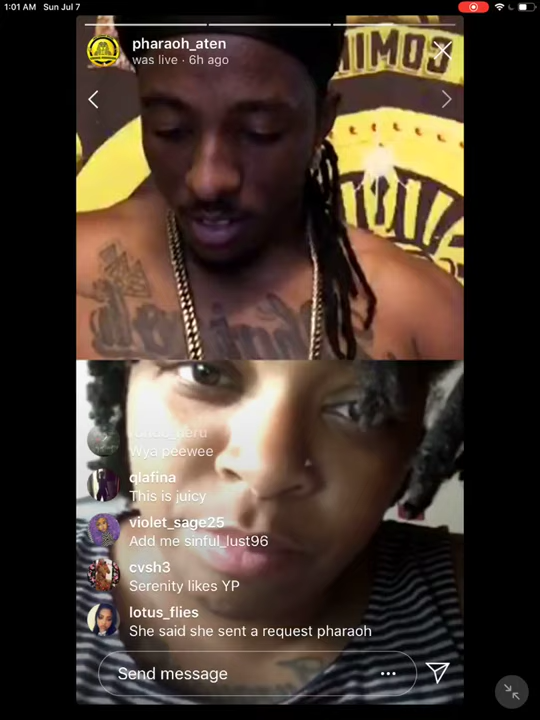 1:01 AM Sun Jul 7
pharaoh_aten
was live · 6h ago
Wya peewee
qlafina
This is juicy
violet_sage25
Add me sinful_lust96
cvsh3
Serenity likes YP
lotus_flies
She said she sent a request pharaoh
Send message